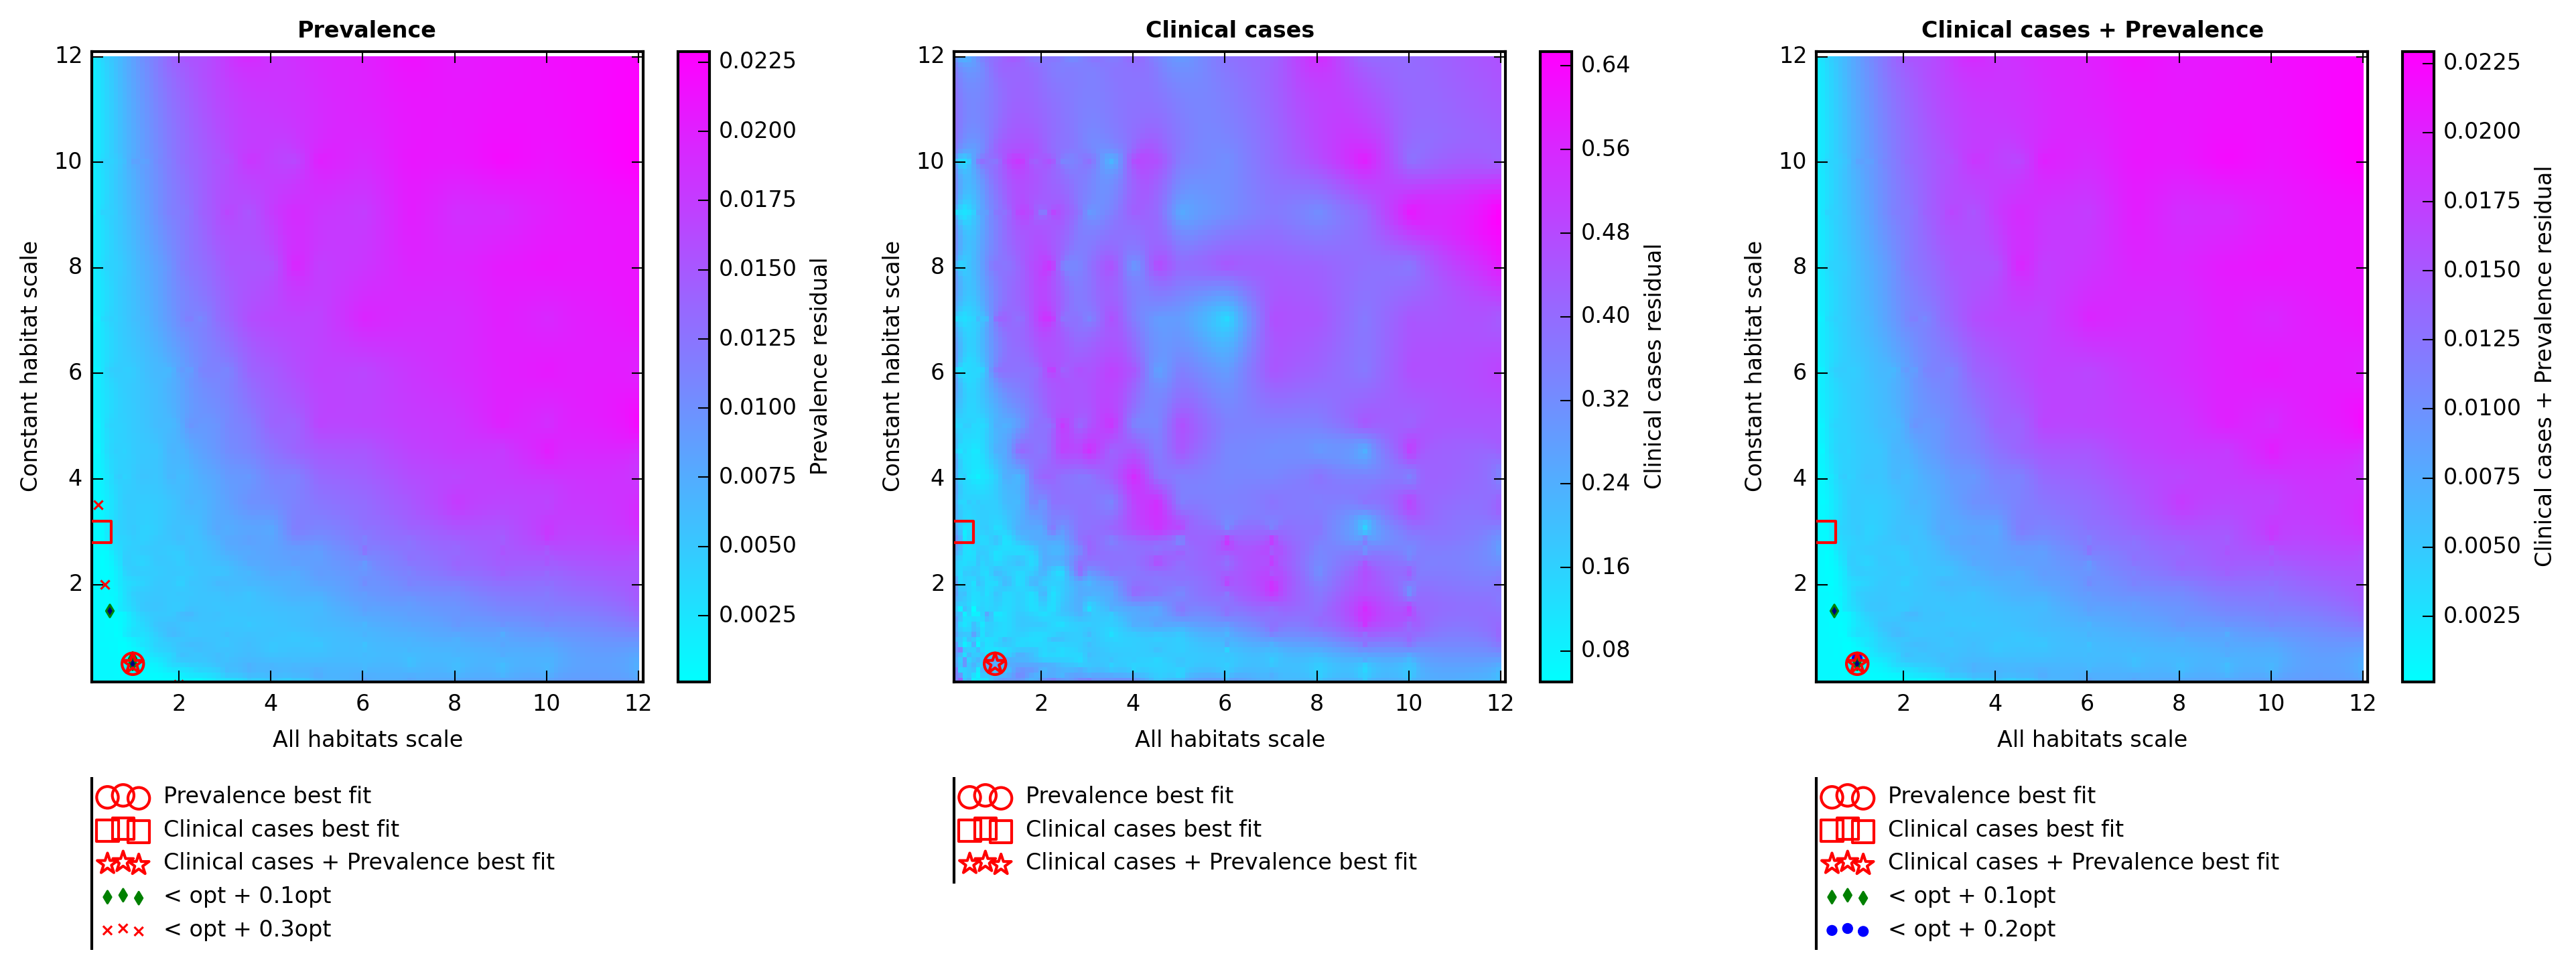 Prevalence
12
10
8
6
4
2
2 4 6 8 10 12
Constant habitat scale
All habitats scale
0.0225
0.0200
0.0175
0.0150
0.0125
0.0100
0.0075
0.0050
0.0025
Prevalence residual
Prevalence best fit
Clinical cases best fit
Clinical cases + Prevalence best fit
< opt + 0.1opt
< opt + 0.3opt
Clinical cases
12
10
8
6
4
2
2 4 6 8 10 12
Constant habitat scale
All habitats scale
0.64
0.56
0.48
0.40
0.32
0.24
0.16
0.08
Clinical cases residual
Prevalence best fit
Clinical cases best fit
Clinical cases + Prevalence best fit
Clinical cases + Prevalence
12
10
8
6
4
2
2 4 6 8 10 12
Constant habitat scale
All habitats scale
0.0225
0.0200
0.0175
0.0150
0.0125
0.0100
0.0075
0.0050
0.0025
Clinical cases + Prevalence residual
Prevalence best fit
Clinical cases best fit
Clinical cases + Prevalence best fit
< opt + 0.1opt
< opt + 0.2opt